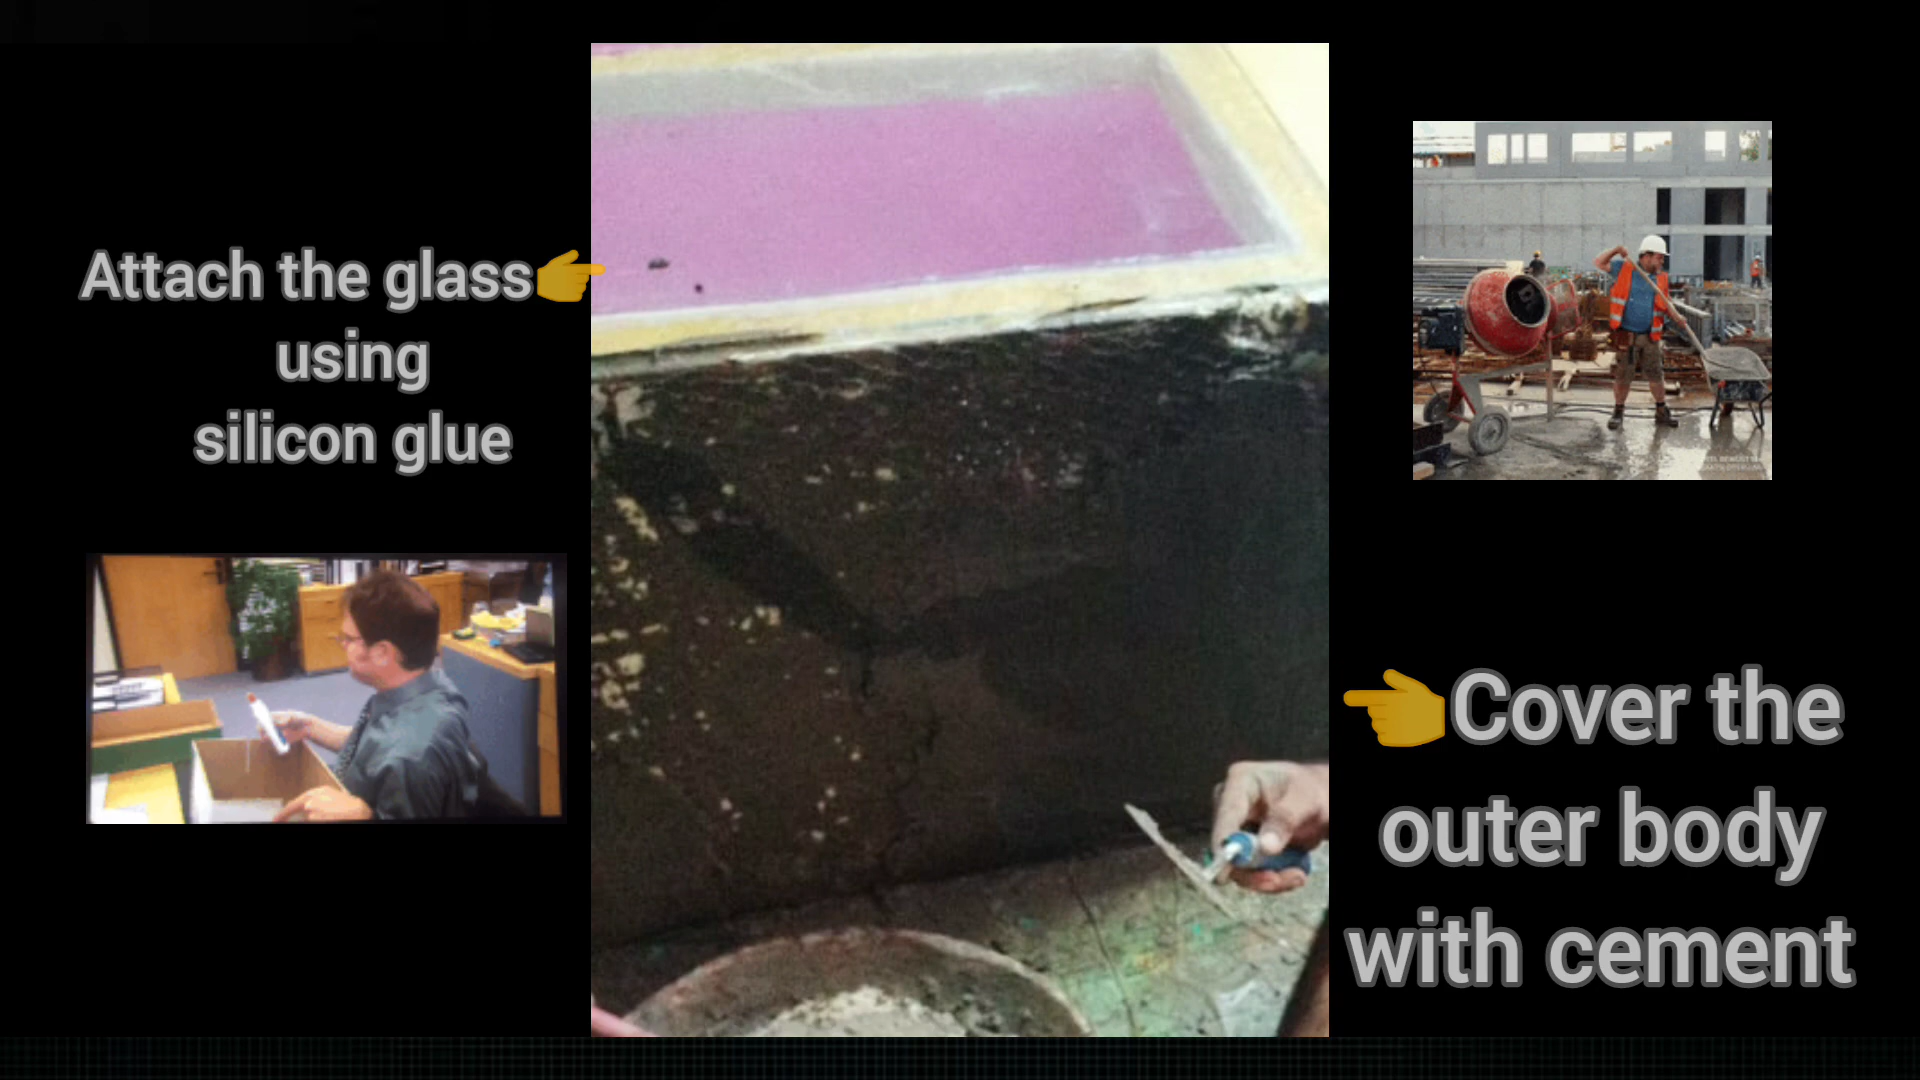 Attach the glass👉
using
silicon glue
👈Cover the
outer body
with cement